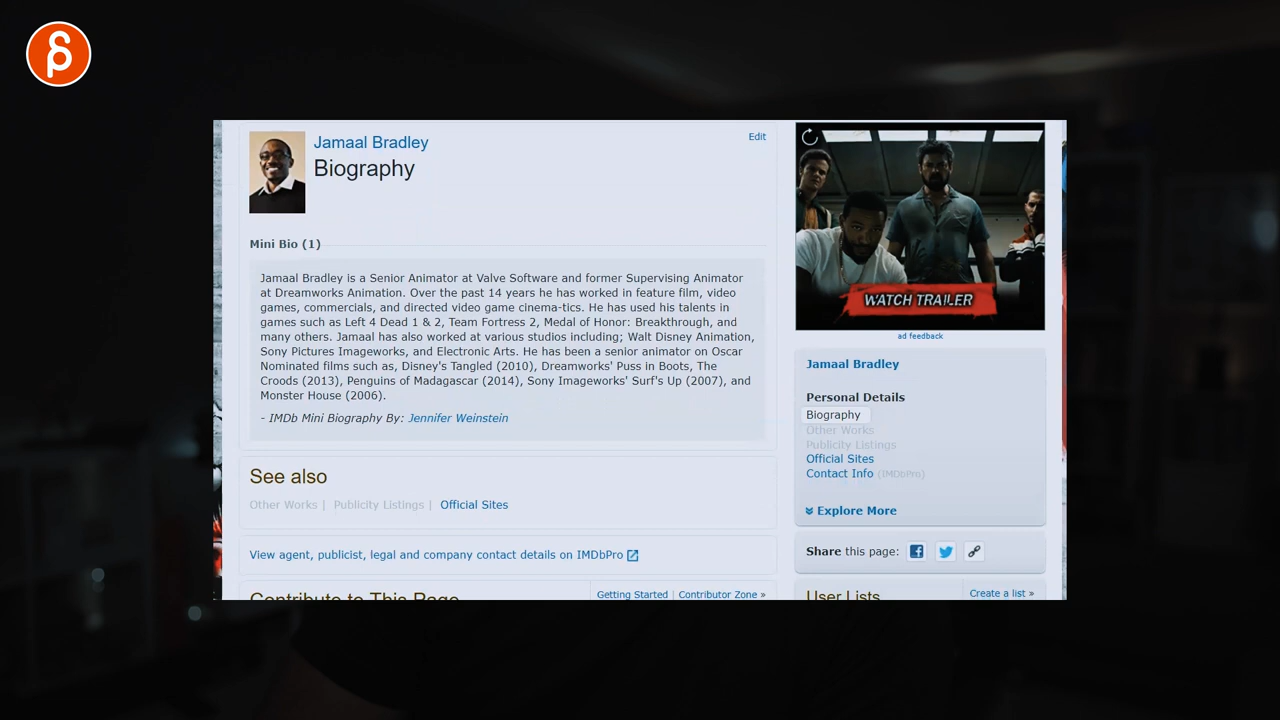 Jamaal Bradley
Edit
Biography
Mini Bio (1)
Jamaal Bradley is a Senior Animator at Valve Software and former Supervising Animator
at Dreamworks Animation. Over the past 14 years he has worked in feature film, video
games, commercials, and directed video game cinema-tics. He has used his talents in
games such as Left 4 Dead 1 & 2, Team Fortress 2, Medal of Honor: Breakthrough, and
many others. Jamaal has also worked at various studios including; Walt Disney Animation,
Sony Pictures Imageworks, and Electronic Arts. He has been a senior animator on Oscar
Nominated films such as, Disney's Tangled (2010), Dreamworks' Puss in Boots, The
Croods (2013), Penguins of Madagascar (2014), Sony Imageworks' Surf's Up (2007), and
Monster House (2006).
- IMDb Mini Biography By: Jennifer Weinstein
See also
Other Works | Publicity Listings | Official Sites
View agent, publicist, legal and company contact details on IMDbPro
Contribute to This Page
Getting Started | Contributor Zone »
WATCH TRAILER
ad feedback
Jamaal Bradley
Personal Details
Biography
Other Works
Publicity Listings
Official Sites
Contact Info (IMDbPro)
Explore More
Share this page:
User Lists
Create a list »